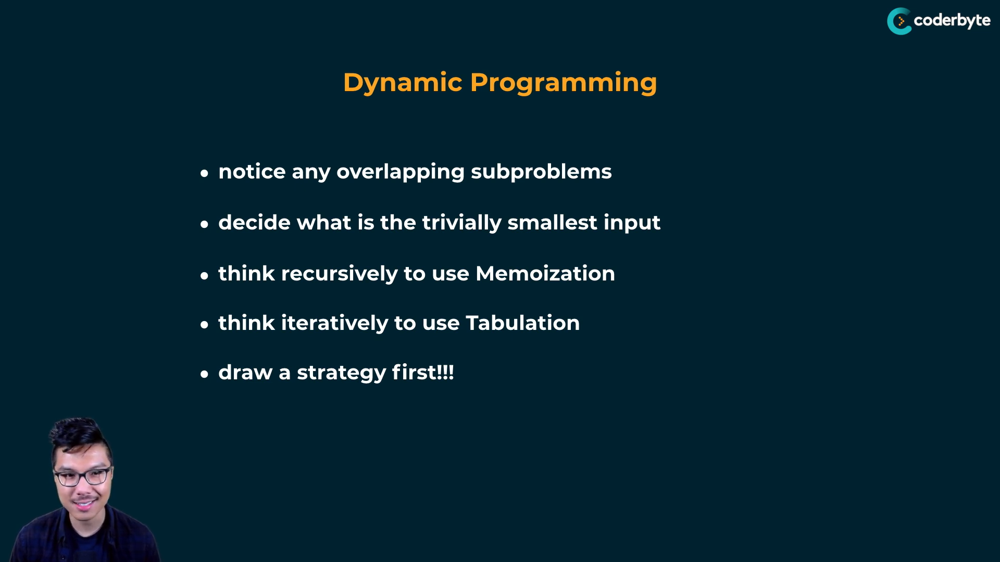 coderbyte
Dynamic Programming
• notice any overlapping subproblems
• decide what is the trivially smallest input
• think recursively to use Memoization
• think iteratively to use Tabulation
• draw a strategy first!!!